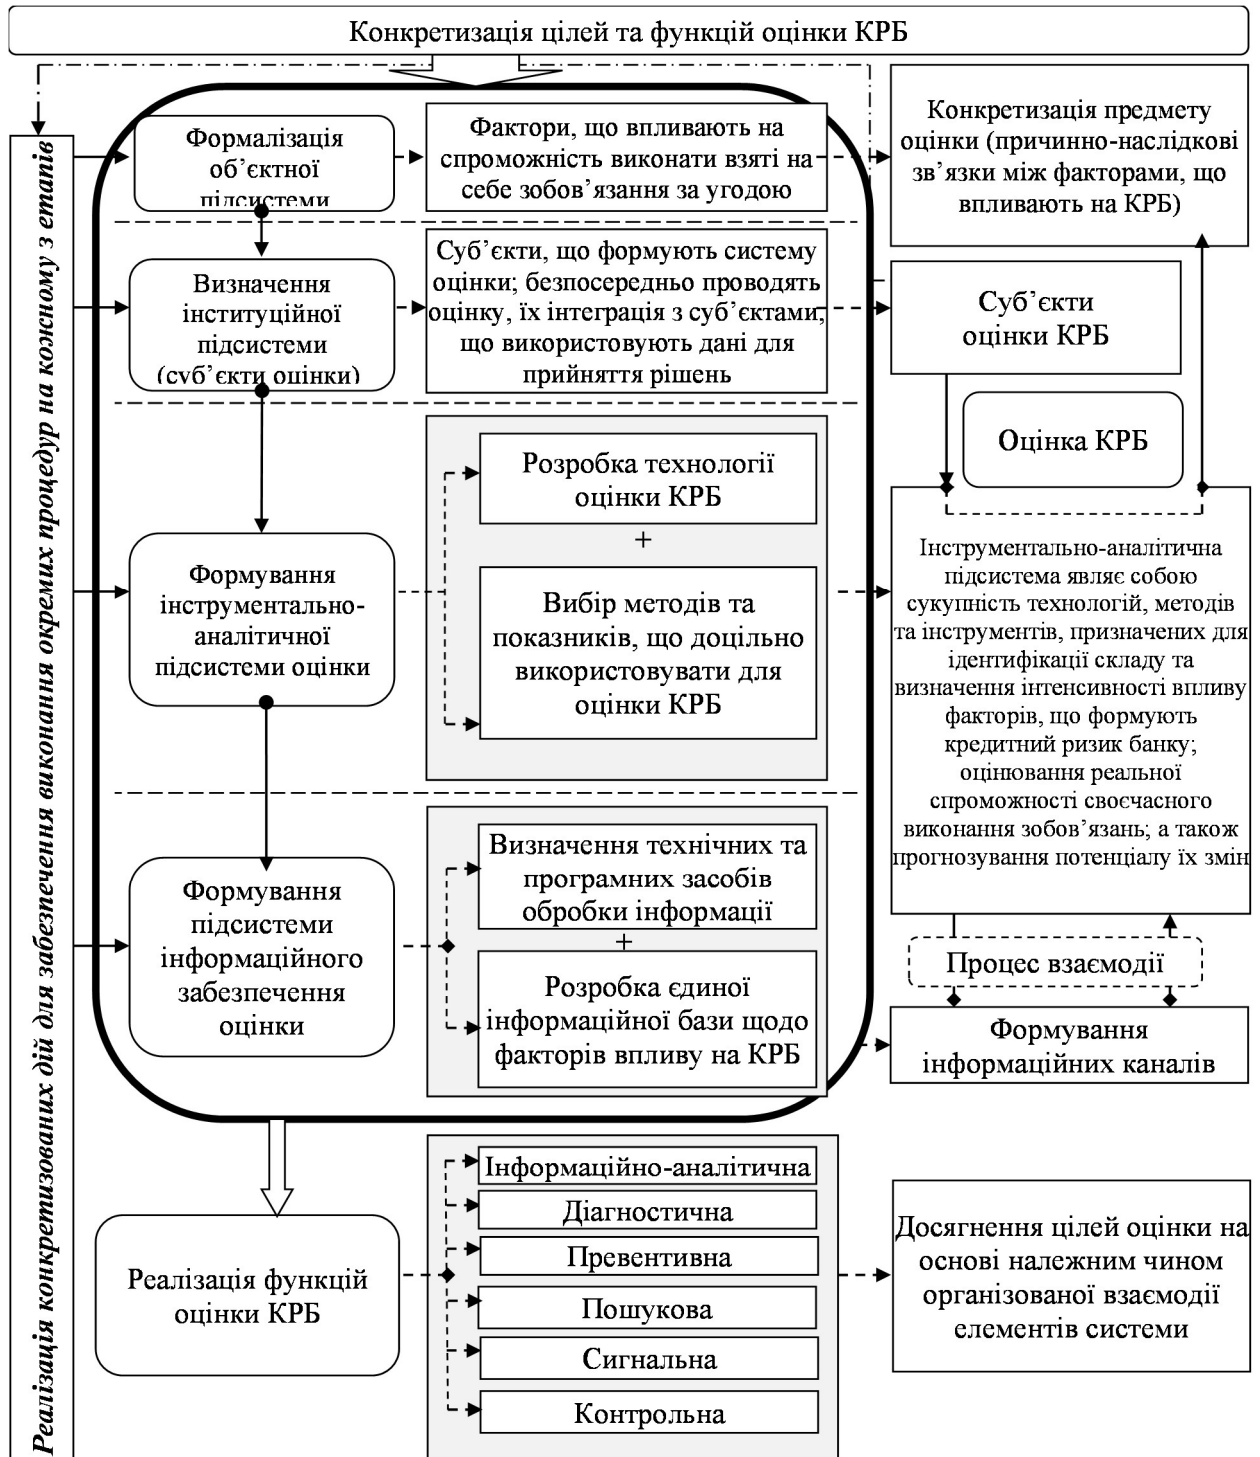 Конкретизація цілей та функцій оцінки КРБ
Реалізація конкретизованих дій для забезпечення виконання окремих процедур на кожному з етапів
Формалізація
об’єктної
підсистеми
Фактори, що впливають на
спроможність виконати взяті на
себе зобов’язання за угодою
Конкретизація предмету
оцінки (причинно-наслідкові
зв’язки між факторами, що
впливають на КРБ)
Визначення
інституційної
підсистеми
(суб’єкти оцінки)
Суб’єкти, що формують систему
оцінки; безпосередньо проводять
оцінку, їх інтеграція з суб’єктами,
що використовують дані для
прийняття рішень
Суб’єкти
оцінки КРБ
Оцінка КРБ
Формування
інструментально-
аналітичної
підсистеми оцінки
Розробка технології
оцінки КРБ
+
Вибір методів та
показників, що доцільно
використовувати для
оцінки КРБ
Інструментально-аналітична
підсистема являє собою
сукупність технологій, методів
та інструментів, призначених для
ідентифікації складу та
визначення інтенсивності впливу
факторів, що формують
кредитний ризик банку;
оцінювання реальної
спроможності своєчасного
виконання зобов’язань; а також
прогнозування потенціалу їх змін
Формування
підсистеми
інформаційного
забезпечення
оцінки
Визначення технічних та
програмних засобів
обробки інформації
+
Розробка єдиної
інформаційної бази щодо
факторів впливу на КРБ
Процес взаємодії
Формування
інформаційних каналів
Реалізація функцій
оцінки КРБ
Інформаційно-аналітична
Діагностична
Превентивна
Пошукова
Сигнальна
Контрольна
Досягнення цілей оцінки на
основі належним чином
організованої взаємодії
елементів системи